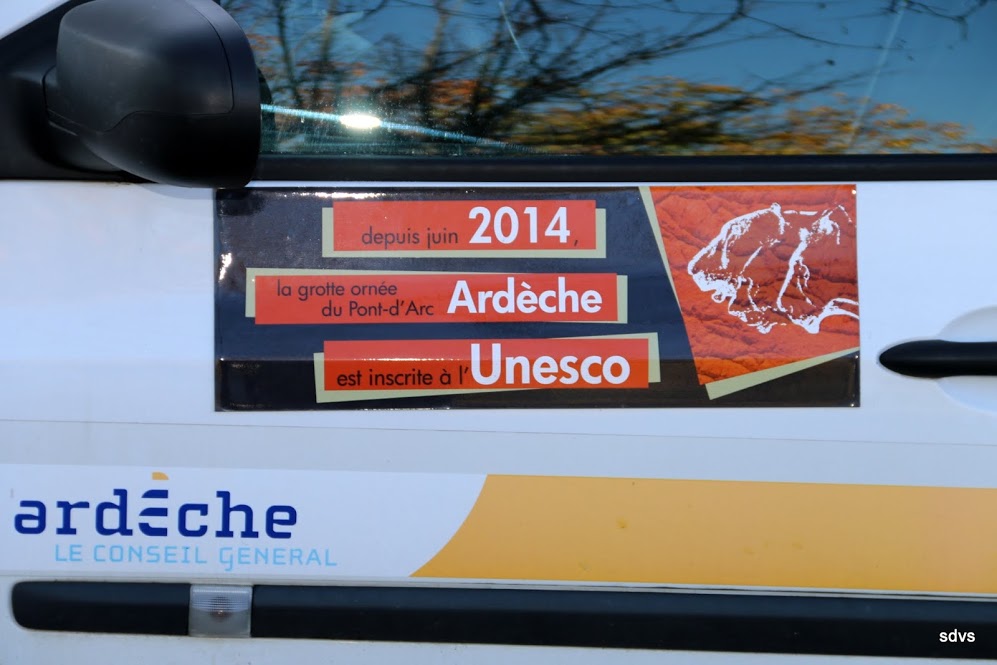 depuis juin 2014,
la grotte ornée
du Pont-d'Arc Ardèche
est inscrite à l'Unesco
ardèche
LE CONSEIL GENERAL
sdvs